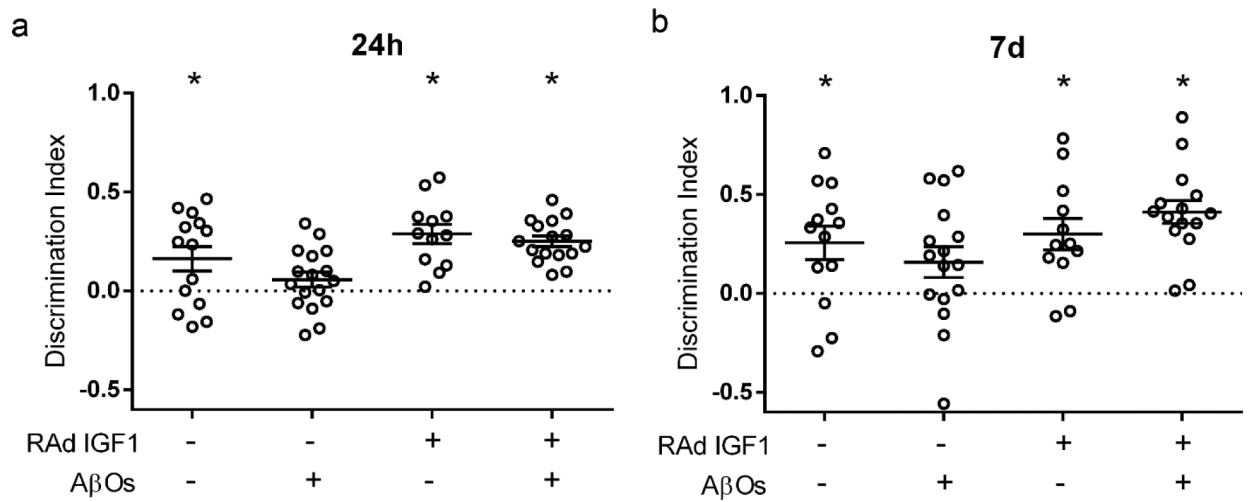 a
24h
* * *
Discrimination Index
1.0
0.5
0.0
-0.5
RAd IGF1 - - + +
AβOs - + - +
b
7d
* * *
Discrimination Index
1.0
0.5
0.0
-0.5
RAd IGF1 - - + +
AβOs - + - +